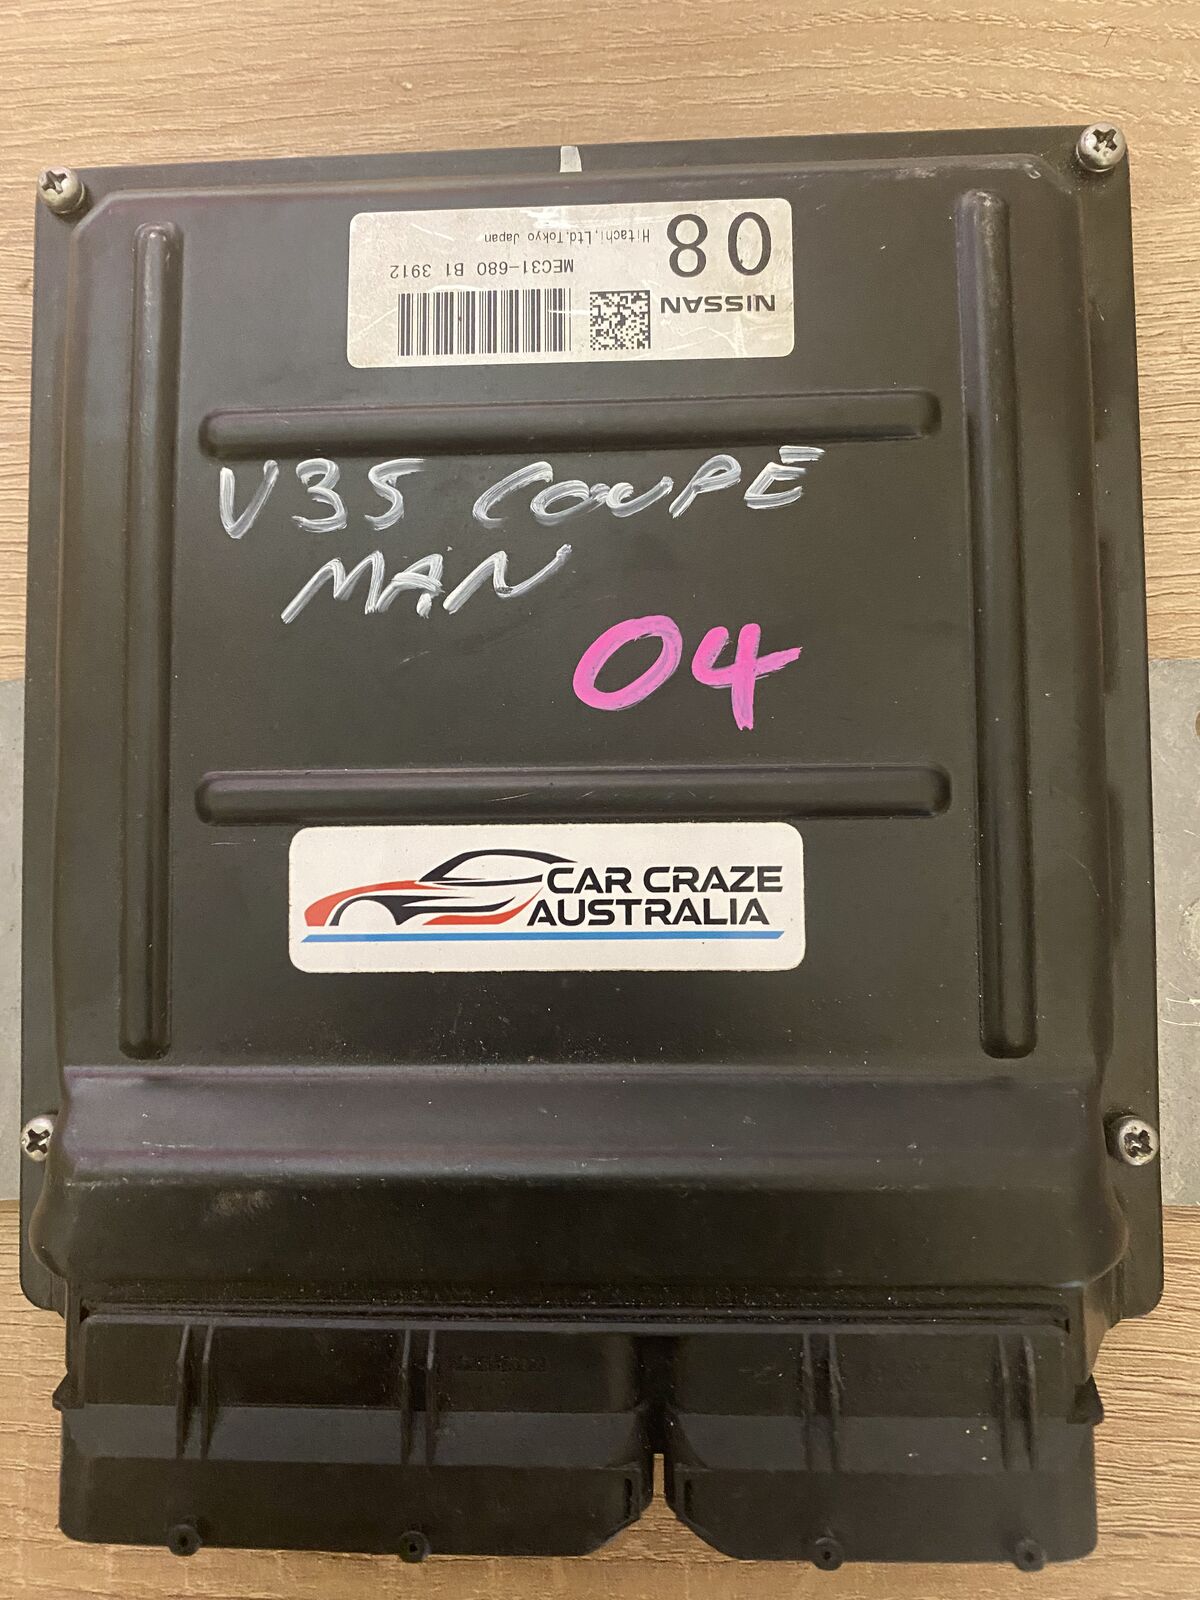 08
Hitachi,Ltd.Tokyo Japan
MEC31-680 B1 3912
NISSAN
V35 COUPE
MAN
04
CAR CRAZE
AUSTRALIA